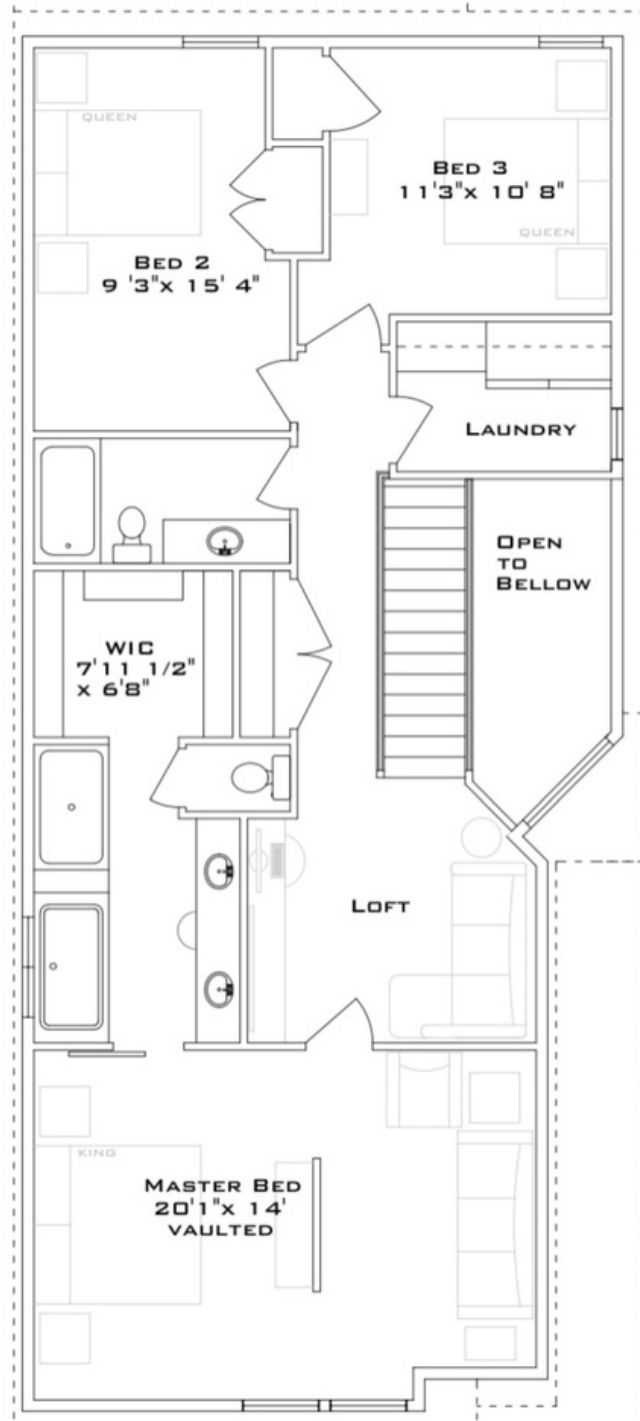 QUEEN
BED 3
11'3"x 10' 8"
QUEEN
BED 2
9 '3"x 15' 4"
LAUNDRY
OPEN
TO
BELLOW
WIC
7'11 1/2"
x 6'8"
LOFT
KING
MASTER BED
20'1"x 14'
VAULTED